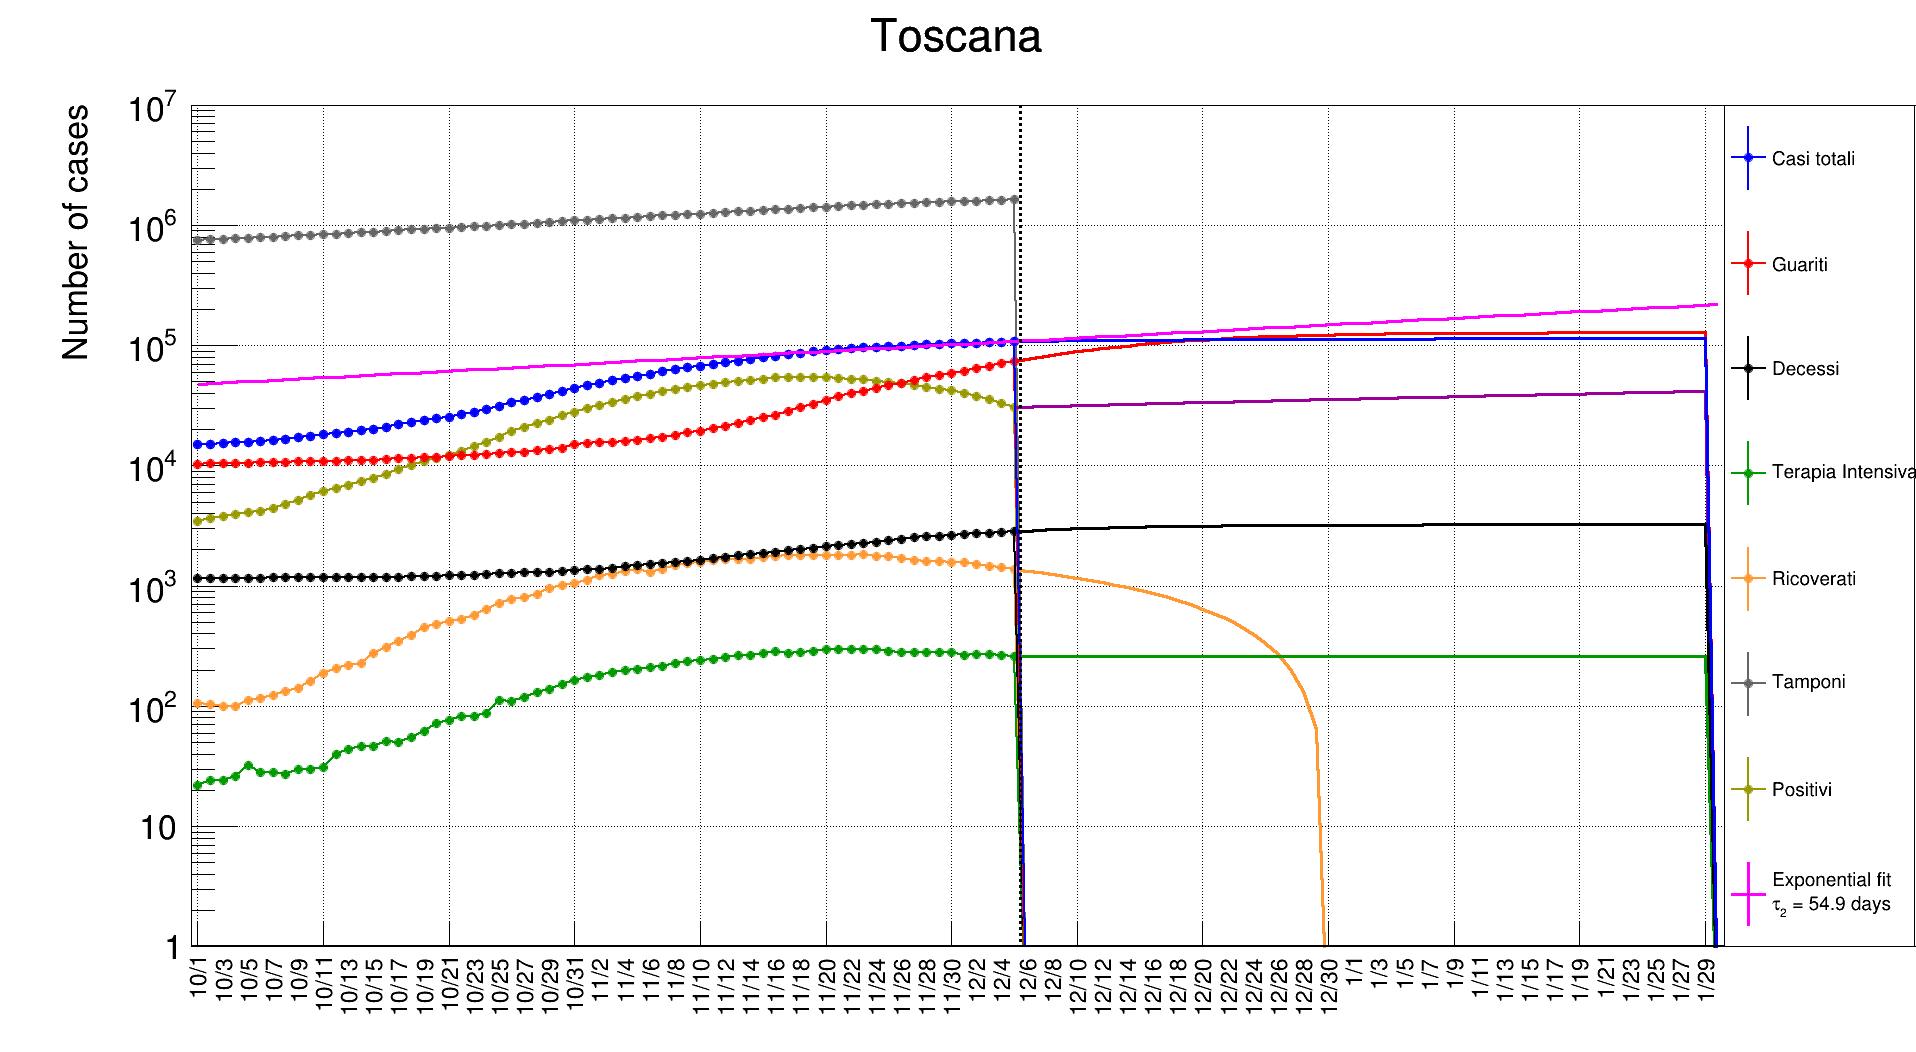 Toscana
Number of cases
10^7
10^6
10^5
10^4
10^3
10^2
10
1
10/1 10/3 10/5 10/7 10/9 10/11 10/13 10/15 10/17 10/19 10/21 10/23 10/25 10/27 10/29 10/31 11/2 11/4 11/6 11/8 11/10 11/12 11/14 11/16 11/18 11/20 11/22 11/24 11/26 11/28 11/30 12/2 12/4 12/6 12/8 12/10 12/12 12/14 12/16 12/18 12/20 12/22 12/24 12/26 12/28 12/30 1/1 1/3 1/5 1/7 1/9 1/11 1/13 1/15 1/17 1/19 1/21 1/23 1/25 1/27 1/29
Casi totali
Guariti
Decessi
Terapia Intensiva
Ricoverati
Tamponi
Positivi
Exponential fit
τ_2 = 54.9 days